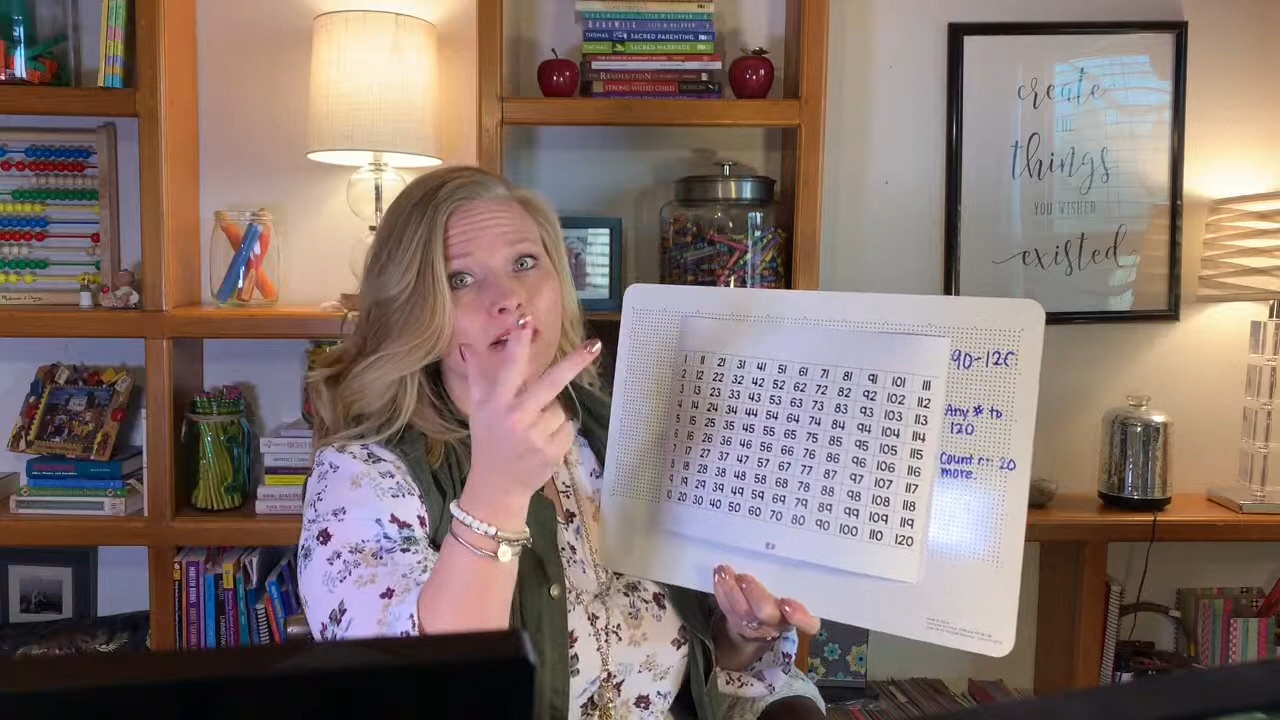 THOMAS SACRED PARENTING
THOMAS SACRED MARRIAGE
RESOLUTION
STRONG-WILLED CHILD DOBSON
create
THE
things
YOU WISHED
existed
1 11 21 31 41 51 61 71 81 91 101 111
2 12 22 32 42 52 62 72 82 92 102 112
3 13 23 33 43 53 63 73 83 93 103 113
4 14 24 34 44 54 64 74 84 94 104 114
5 15 25 35 45 55 65 75 85 95 105 115
6 16 26 36 46 56 66 76 86 96 106 116
7 17 27 37 47 57 67 77 87 97 107 117
8 18 28 38 48 58 68 78 88 98 108 118
9 19 29 39 49 59 69 79 89 99 109 119
10 20 30 40 50 60 70 80 90 100 110 120
90-120
Any # to
120
Count 20
more.